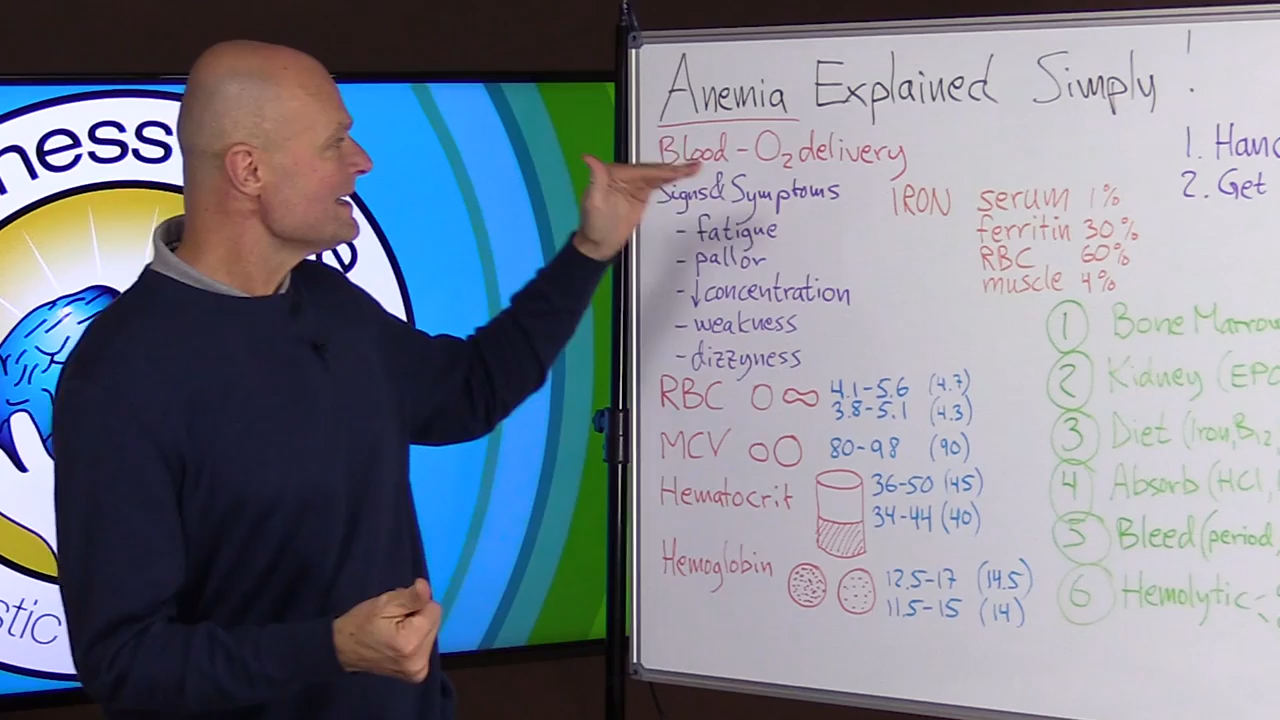 Anemia Explained Simply!
Blood - O2 delivery
Signs & Symptoms
- fatigue
- pallor
- ↓concentration
- weakness
- dizzyness
IRON serum 1%
ferritin 30%
RBC 60%
muscle 4%
1. Hand
2. Get
RBC 4.1-5.6 (4.7)
3.8-5.1 (4.3)
MCV 80-98 (90)
Hematocrit 36-50 (45)
34-44 (40)
Hemoglobin 12.5-17 (14.5)
11.5-15 (14)
1 Bone Marrow
2 Kidney (EPO
3 Diet (Iron, B12,
4 Absorb (HCl,
5 Bleed (period,
6 Hemolytic-
ness
stic